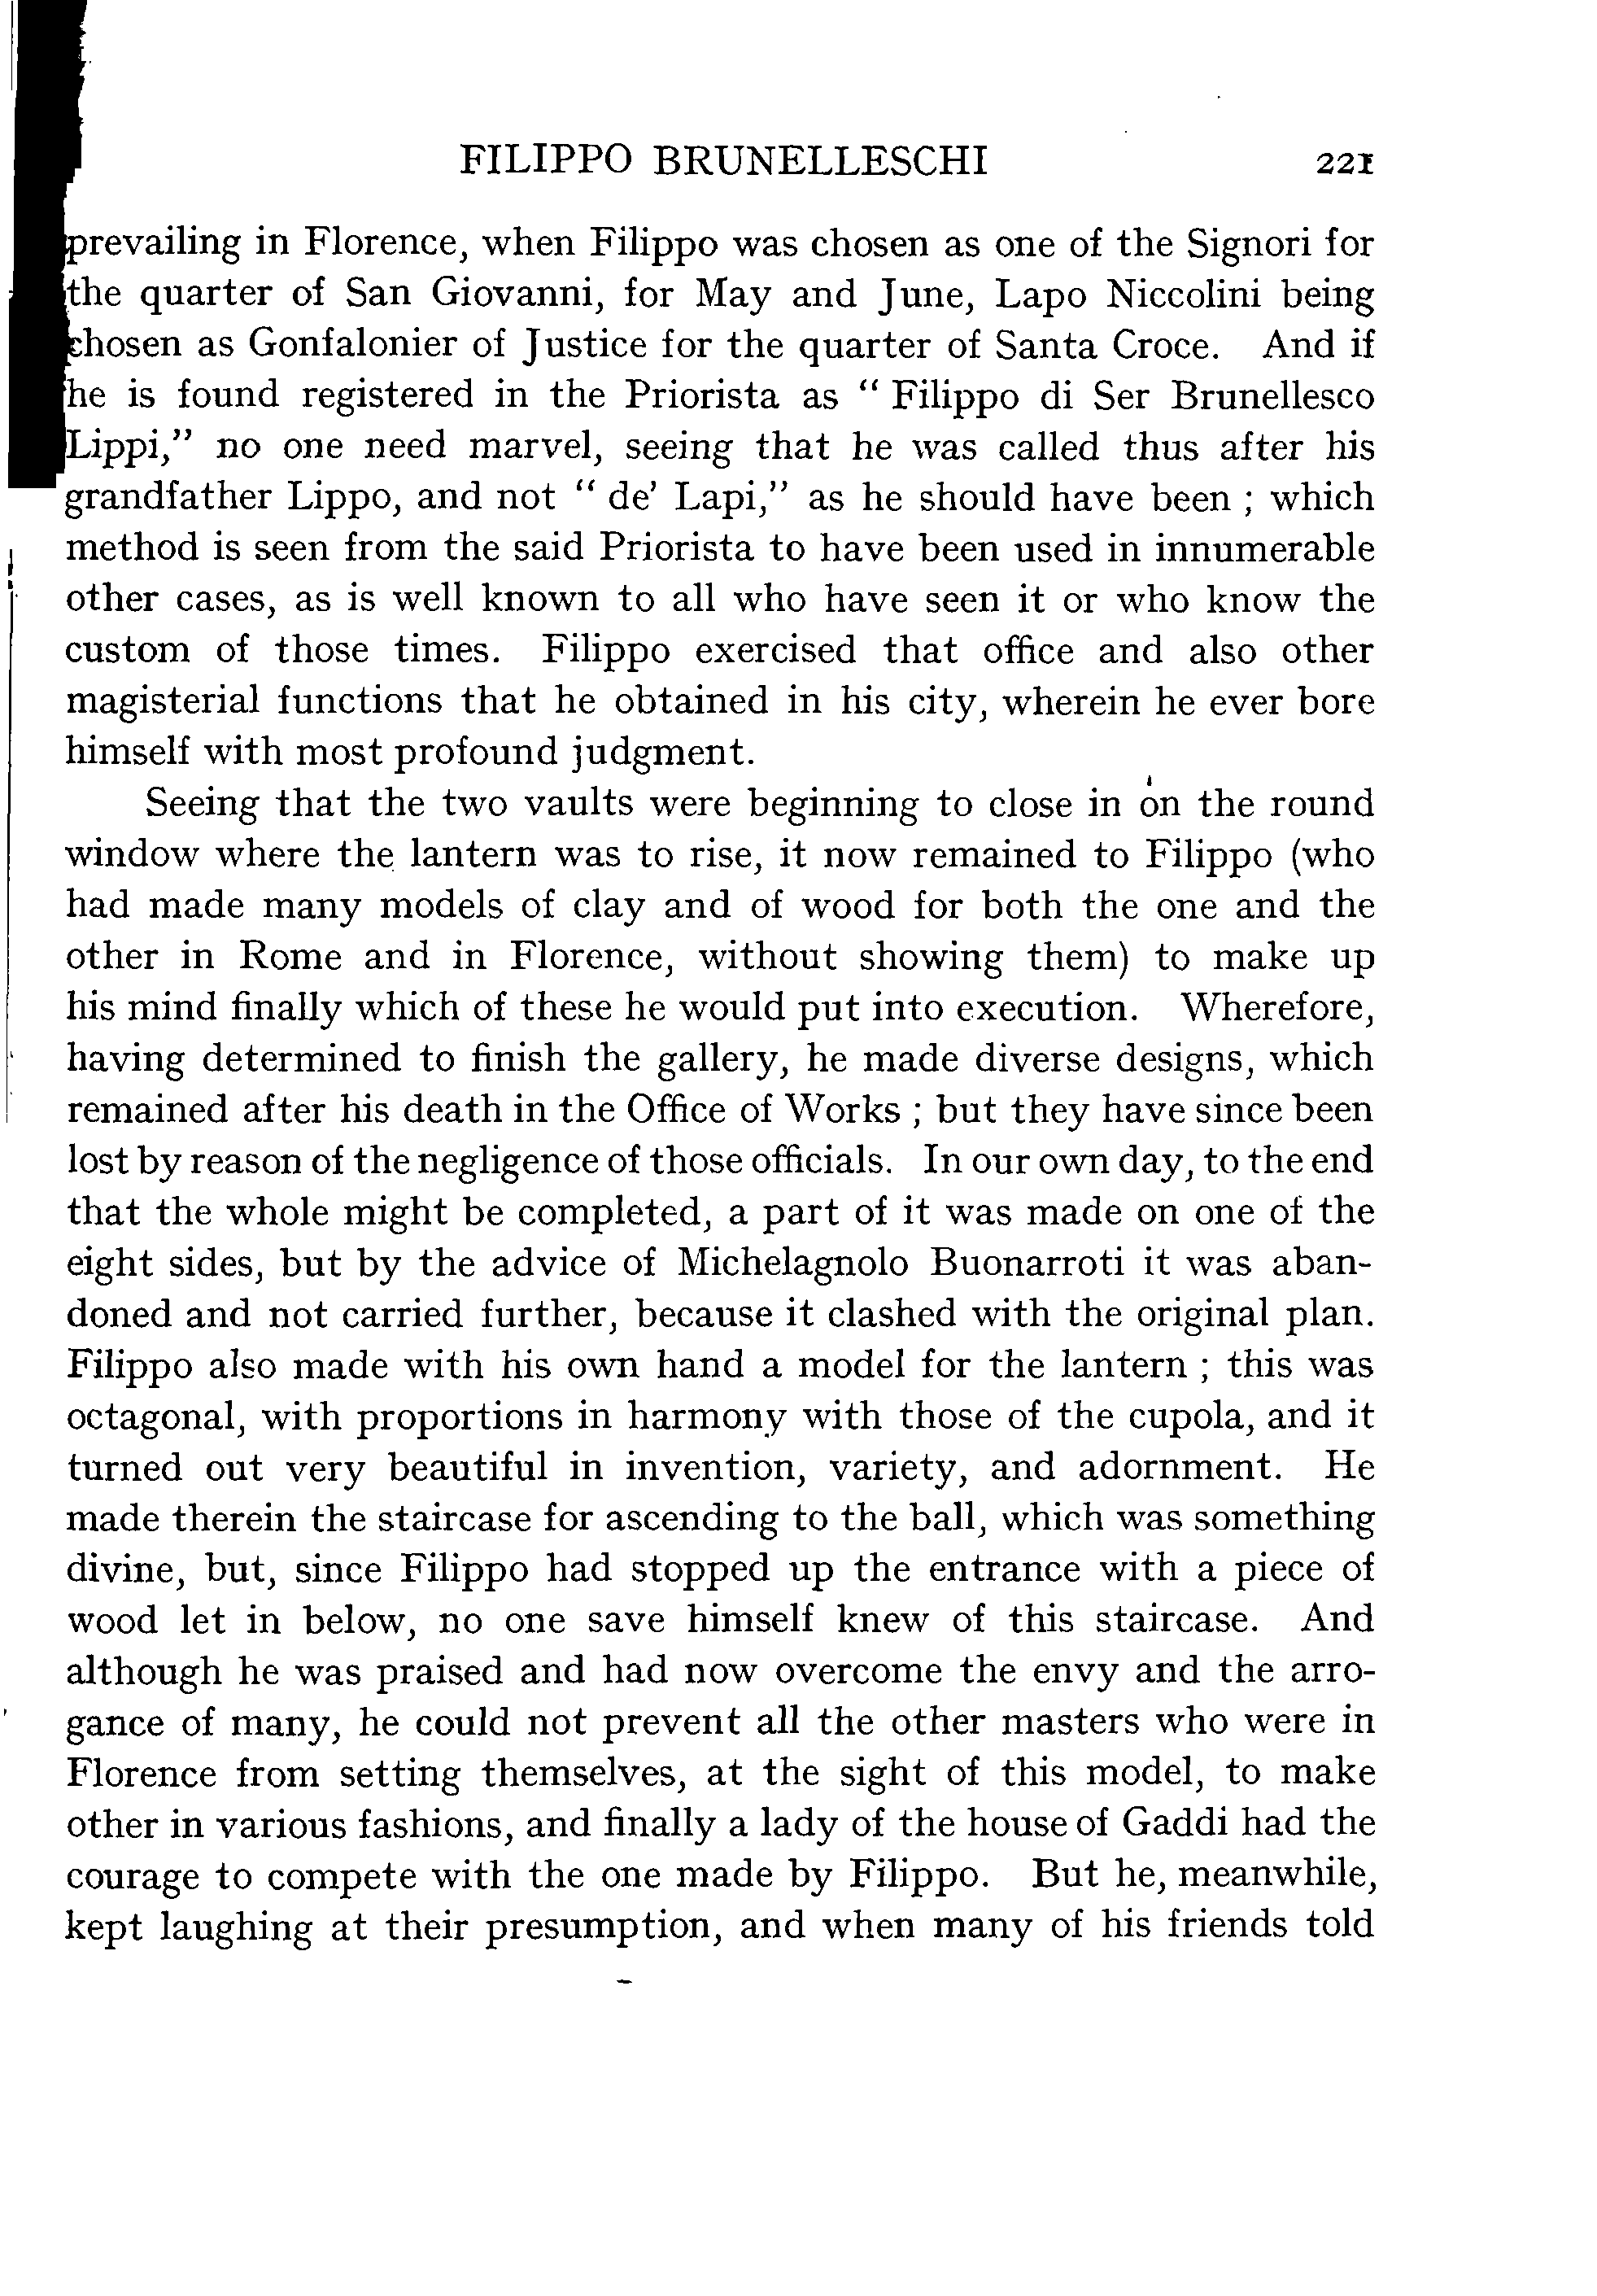 FILIPPO BRUNELLESCHI 221
prevailing in Florence, when Filippo was chosen as one of the Signori for
the quarter of San Giovanni, for May and June, Lapo Niccolini being
chosen as Gonfalonier of Justice for the quarter of Santa Croce. And if
he is found registered in the Priorista as “ Filippo di Ser Brunellesco
Lippi,” no one need marvel, seeing that he was called thus after his
grandfather Lippo, and not “ de’ Lapi,” as he should have been ; which
method is seen from the said Priorista to have been used in innumerable
other cases, as is well known to all who have seen it or who know the
custom of those times. Filippo exercised that office and also other
magisterial functions that he obtained in his city, wherein he ever bore
himself with most profound judgment.
Seeing that the two vaults were beginning to close in on the round
window where the lantern was to rise, it now remained to Filippo (who
had made many models of clay and of wood for both the one and the
other in Rome and in Florence, without showing them) to make up
his mind finally which of these he would put into execution. Wherefore,
having determined to finish the gallery, he made diverse designs, which
remained after his death in the Office of Works ; but they have since been
lost by reason of the negligence of those officials. In our own day, to the end
that the whole might be completed, a part of it was made on one of the
eight sides, but by the advice of Michelagnolo Buonarroti it was aban-
doned and not carried further, because it clashed with the original plan.
Filippo also made with his own hand a model for the lantern ; this was
octagonal, with proportions in harmony with those of the cupola, and it
turned out very beautiful in invention, variety, and adornment. He
made therein the staircase for ascending to the ball, which was something
divine, but, since Filippo had stopped up the entrance with a piece of
wood let in below, no one save himself knew of this staircase. And
although he was praised and had now overcome the envy and the arro-
gance of many, he could not prevent all the other masters who were in
Florence from setting themselves, at the sight of this model, to make
other in various fashions, and finally a lady of the house of Gaddi had the
courage to compete with the one made by Filippo. But he, meanwhile,
kept laughing at their presumption, and when many of his friends told